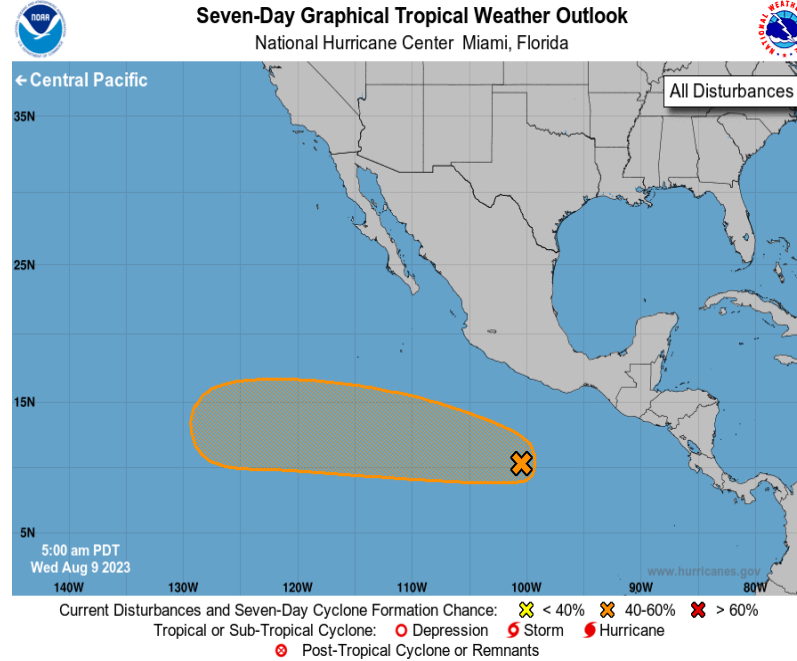 Seven-Day Graphical Tropical Weather Outlook
National Hurricane Center Miami, Florida
NOAA
NATIONAL WEATHE
Central Pacific
All Disturbances
35N
25N
15N
5N
5:00 am PDT
Wed Aug 9 2023
www.hurricanes.gov
140W 130W 120W 110W 100W 90W 80W
Current Disturbances and Seven-Day Cyclone Formation Chance: < 40% 40-60% > 60%
Tropical or Sub-Tropical Cyclone: Depression Storm Hurricane
Post-Tropical Cyclone or Remnants